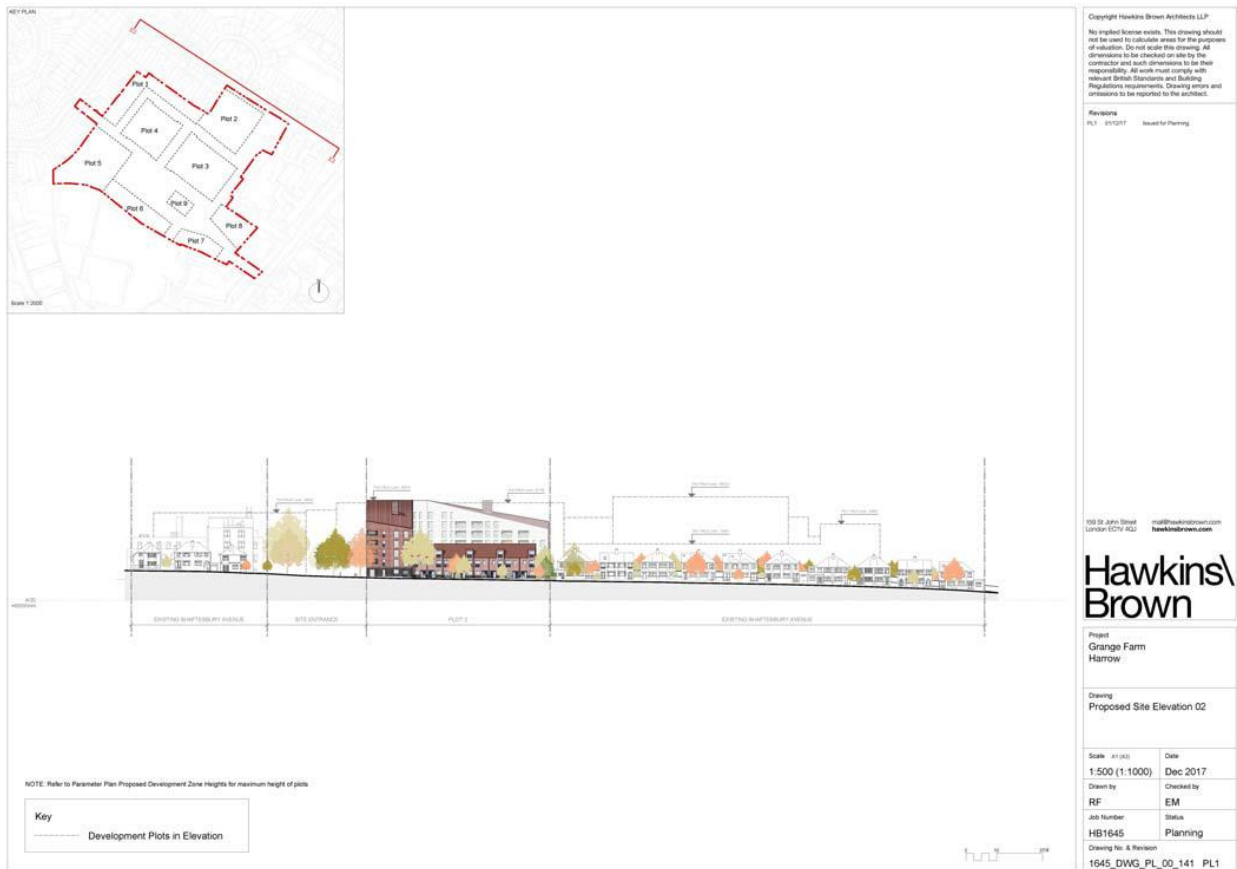 KEY PLAN
Plot 1
Plot 2
Plot 4
Plot 3
Plot 5
Plot 9
Plot 6
Plot 8
Plot 7
N
EXISTING SHAFTESBURY AVENUE
SITE ENTRANCE
PLOT 2
EXISTING SHAFTESBURY AVENUE
NOTE: Refer to Parameter Plan Proposed Development Zone Heights for maximum height of plots
Key
Development Plots in Elevation
Copyright Hawkins Brown Architects LLP
No implied license exists. This drawing should
not be used to calculate areas for the purposes
of valuation. Do not scale this drawing. All
dimensions to be checked on site by the
contractor and such dimensions to be their
responsibility. All work must comply with
relevant British Standards and Building
Regulations requirements. Drawing errors and
omissions to be reported to the architect.
Revisions
PL1
Issued for Planning
159 St John Street
London EC1V 4QJ
mail@hawkinsbrown.com
hawkinsbrown.com
Hawkins\
Brown
Project
Grange Farm
Harrow
Drawing
Proposed Site Elevation 02
Scale A1 (A3)
1:500 (1:1000)
Date
Dec 2017
Drawn by
RF
Checked by
EM
Job Number
HB1645
Status
Planning
Drawing No. & Revision
1645_DWG_PL_00_141 PL1